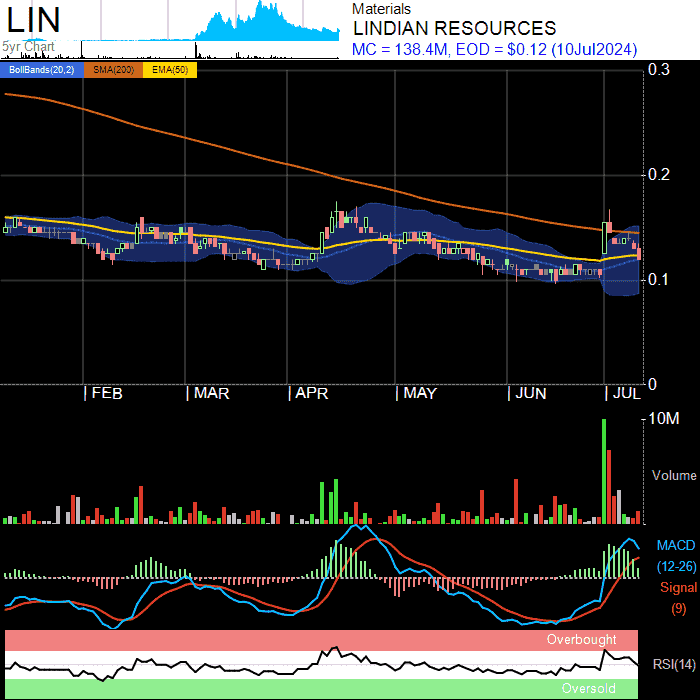 LIN
5yr Chart
Materials
LINDIAN RESOURCES
MC = 138.4M, EOD = $0.12 (10Jul2024)
BollBands(20,2) SMA(200) EMA(50)
0.3
0.2
0.1
0
| FEB | MAR | APR | MAY | JUN | JUL
10M
Volume
MACD
(12-26)
Signal
(9)
Overbought
RSI(14)
Oversold